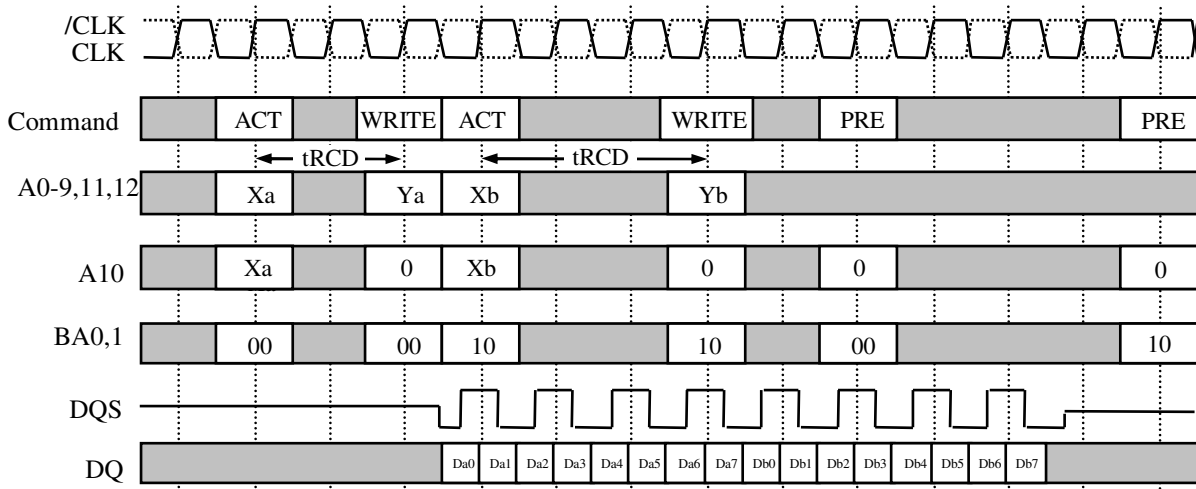 /CLK
CLK
Command ACT WRITE ACT WRITE PRE PRE
tRCD tRCD
A0-9,11,12 Xa Ya Xb Yb
A10 Xa 0 Xb 0 0 0
BA0,1 00 00 10 10 00 10
DQS
DQ Da0 Da1 Da2 Da3 Da4 Da5 Da6 Da7 Db0 Db1 Db2 Db3 Db4 Db5 Db6 Db7